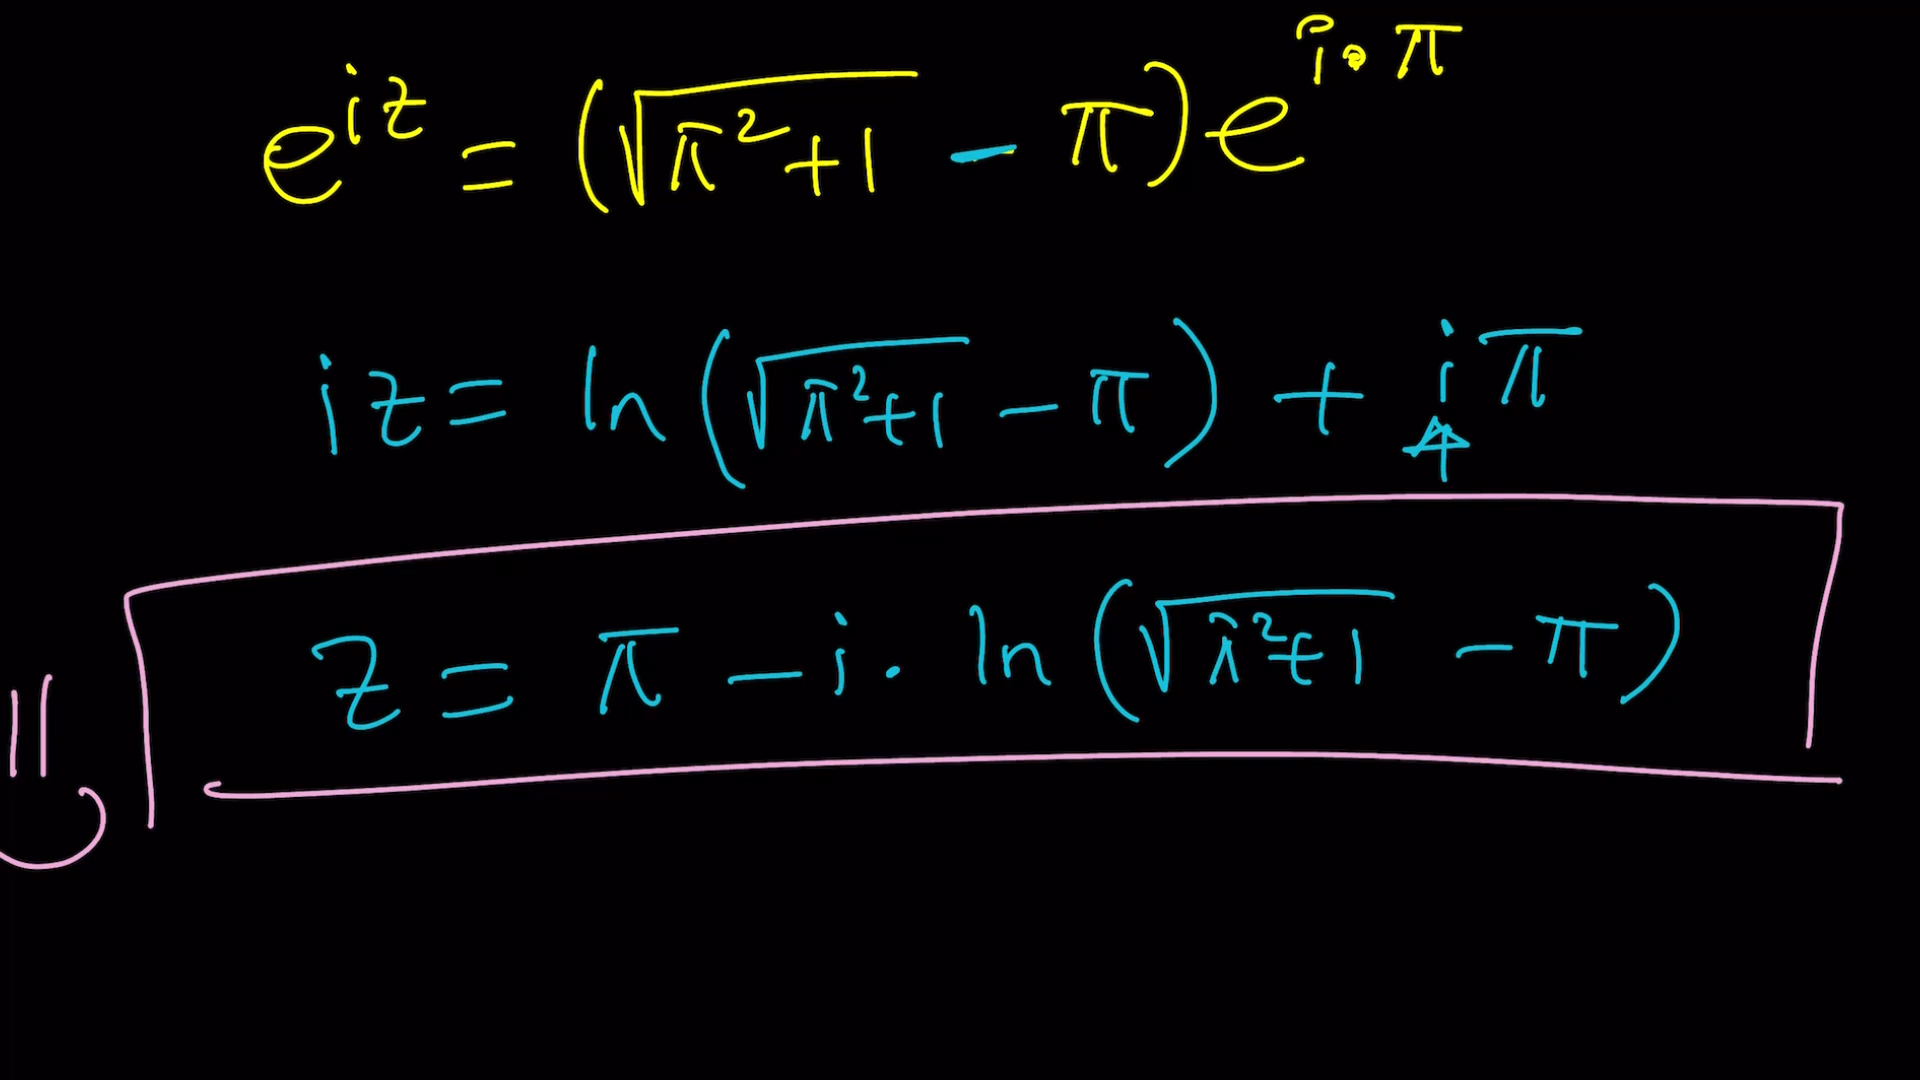 e^{iz} = (√(π²+1) - π) e^{i·π}
iz = ln(√(π²+1) - π) + iπ
z = π - i · ln(√(π²+1) - π)